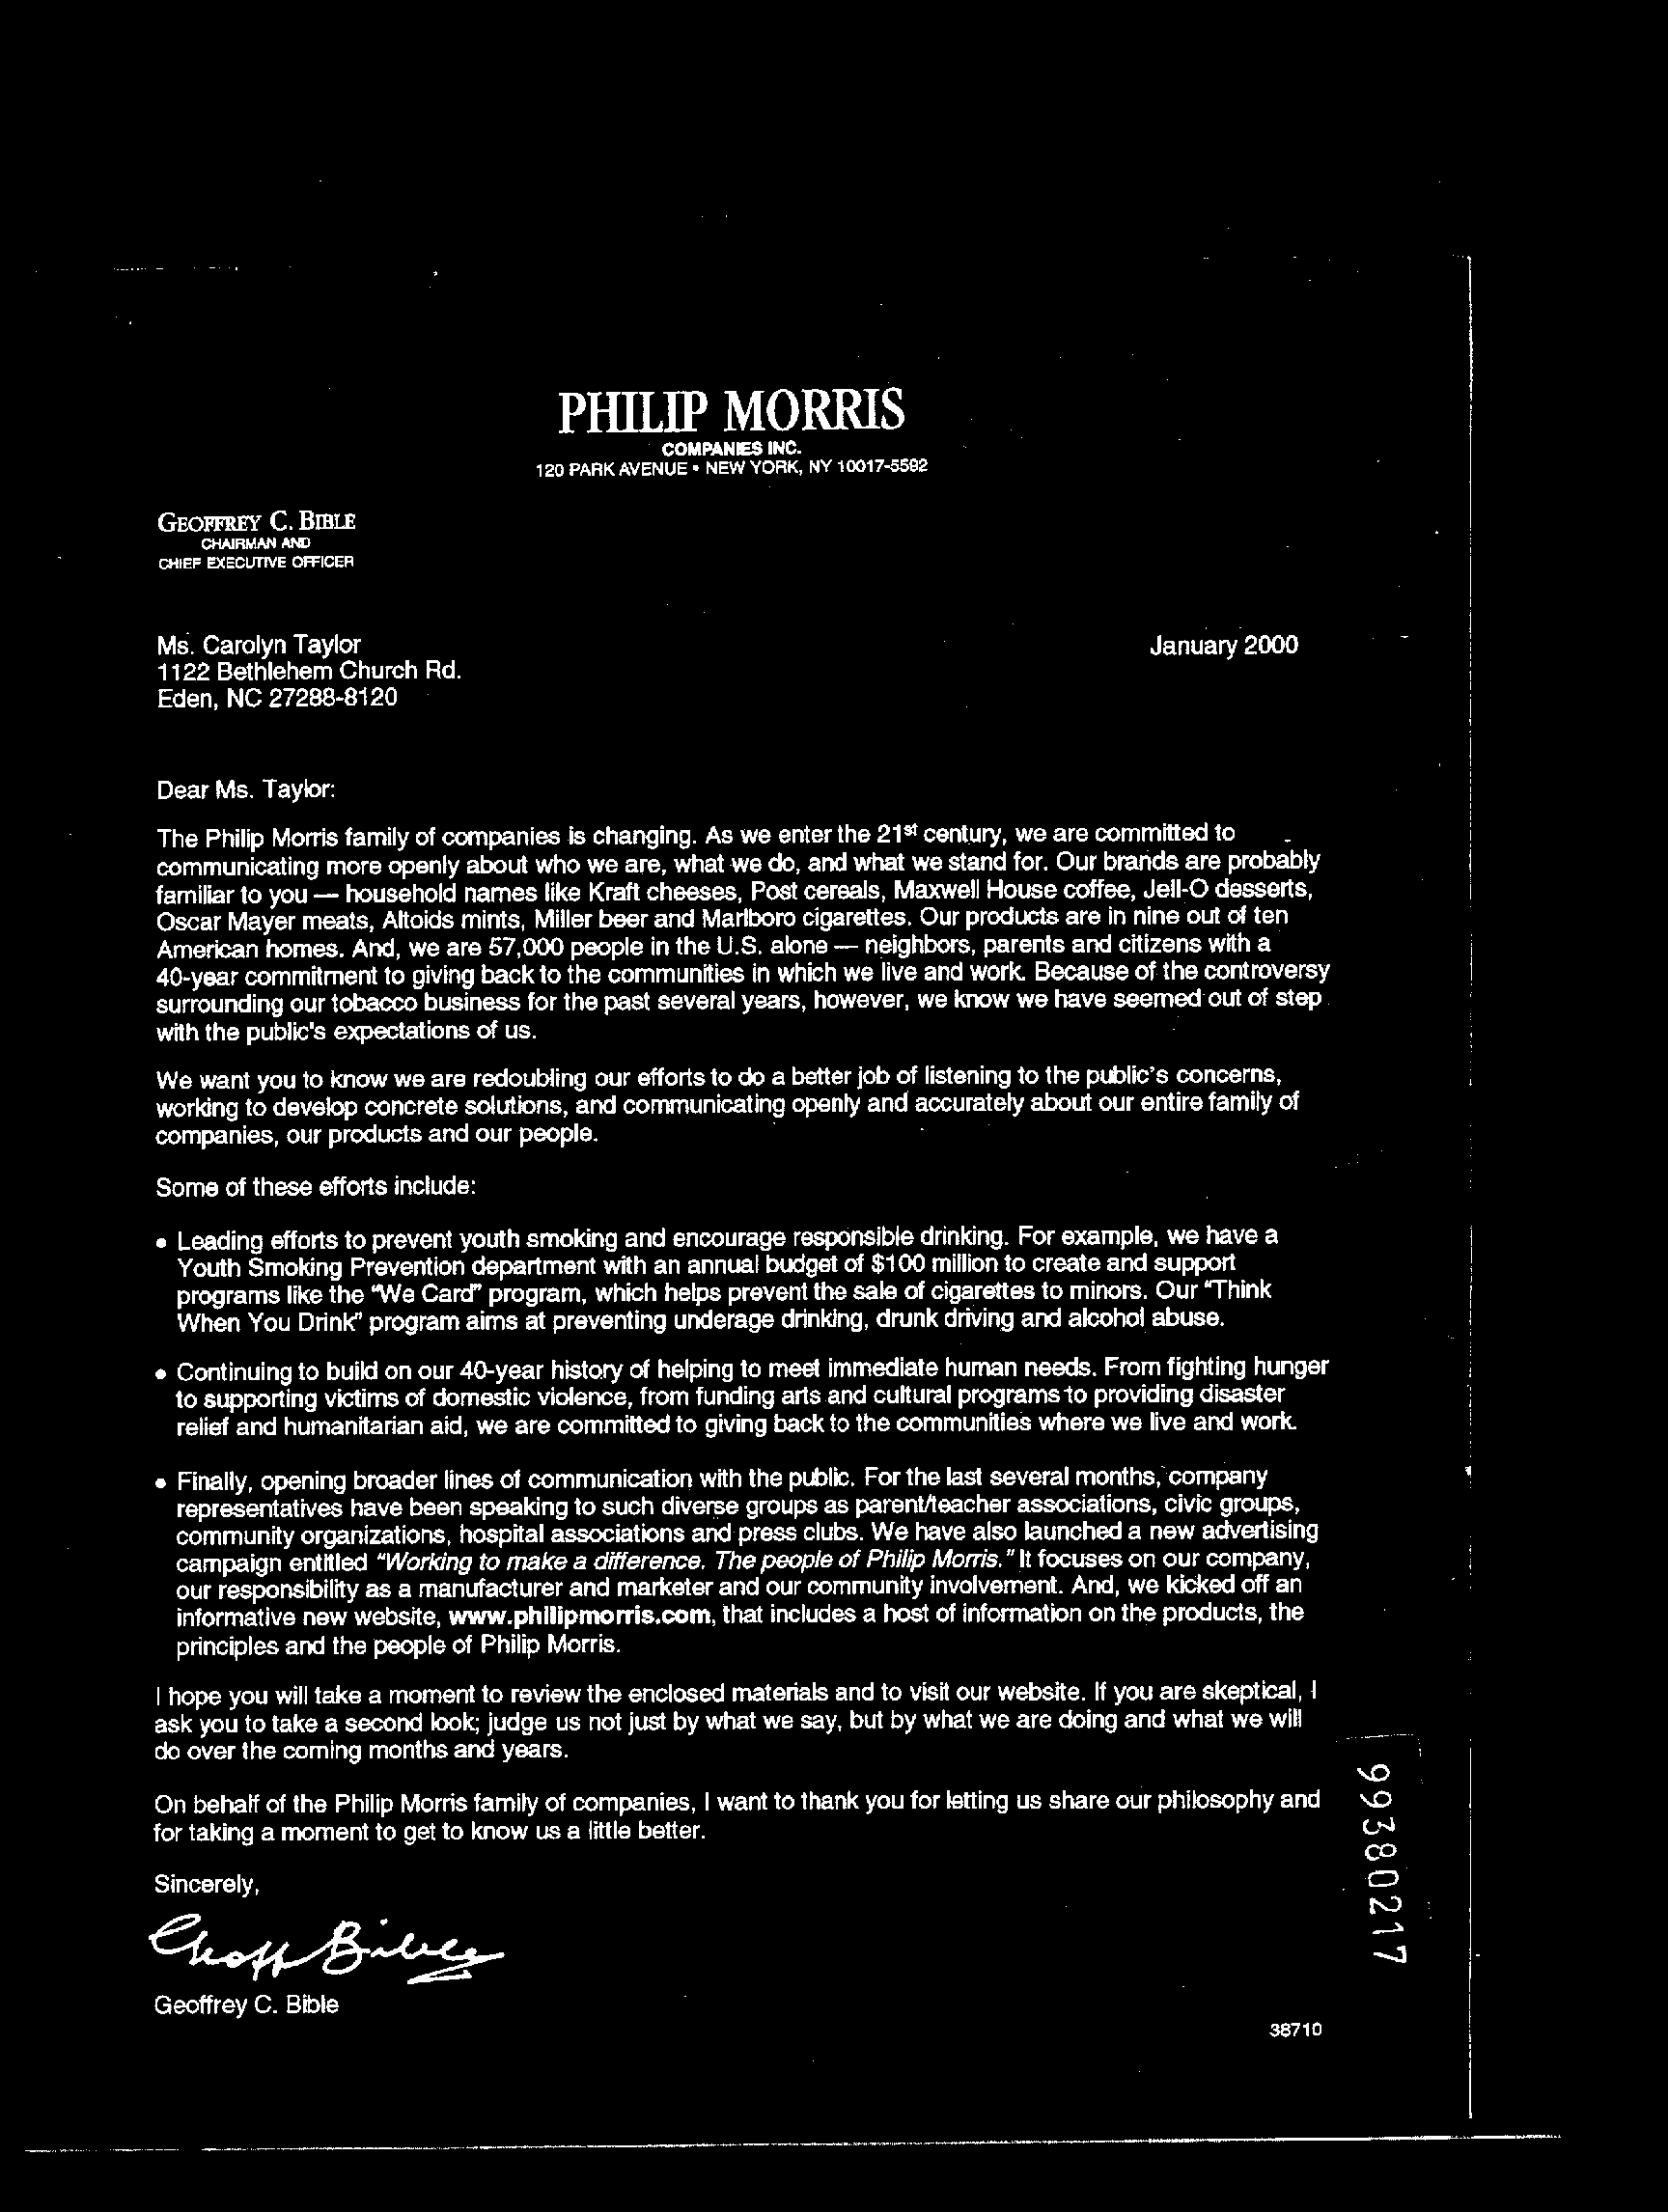 PHILIP MORRIS
COMPANIES INC.
120 PARK AVENUE • NEW YORK, NY 10017-5592
GEOFFREY C. BIBLE
CHAIRMAN AND
CHIEF EXECUTIVE OFFICER
Ms. Carolyn Taylor
January 2000
1122 Bethlehem Church Rd.
Eden, NC 27288-8120
Dear Ms. Taylor:
The Philip Morris family of companies is changing. As we enter the 21st century, we are committed to
communicating more openly about who we are, what we do, and what we stand for. Our brands are probably
familiar to you — household names like Kraft cheeses, Post cereals, Maxwell House coffee, Jell-O desserts,
Oscar Mayer meats, Altoids mints, Miller beer and Marlboro cigarettes. Our products are in nine out of ten
American homes. And, we are 57,000 people in the U.S. alone — neighbors, parents and citizens with a
40-year commitment to giving back to the communities in which we live and work. Because of the controversy
surrounding our tobacco business for the past several years, however, we know we have seemed out of step
with the public's expectations of us.
We want you to know we are redoubling our efforts to do a better job of listening to the public's concerns,
working to develop concrete solutions, and communicating openly and accurately about our entire family of
companies, our products and our people.
Some of these efforts include:
• Leading efforts to prevent youth smoking and encourage responsible drinking. For example, we have a
Youth Smoking Prevention department with an annual budget of $100 million to create and support
programs like the "We Card" program, which helps prevent the sale of cigarettes to minors. Our "Think
When You Drink" program aims at preventing underage drinking, drunk driving and alcohol abuse.
• Continuing to build on our 40-year history of helping to meet immediate human needs. From fighting hunger
to supporting victims of domestic violence, from funding arts and cultural programs to providing disaster
relief and humanitarian aid, we are committed to giving back to the communities where we live and work.
• Finally, opening broader lines of communication with the public. For the last several months, company
representatives have been speaking to such diverse groups as parent/teacher associations, civic groups,
community organizations, hospital associations and press clubs. We have also launched a new advertising
campaign entitled "Working to make a difference. The people of Philip Morris." It focuses on our company,
our responsibility as a manufacturer and marketer and our community involvement. And, we kicked off an
informative new website, www.philipmorris.com, that includes a host of information on the products, the
principles and the people of Philip Morris.
I hope you will take a moment to review the enclosed materials and to visit our website. If you are skeptical, I
ask you to take a second look; judge us not just by what we say, but by what we are doing and what we will
do over the coming months and years.
On behalf of the Philip Morris family of companies, I want to thank you for letting us share our philosophy and
for taking a moment to get to know us a little better.
Sincerely,
Geoff Bible
Geoffrey C. Bible
38710
99380217